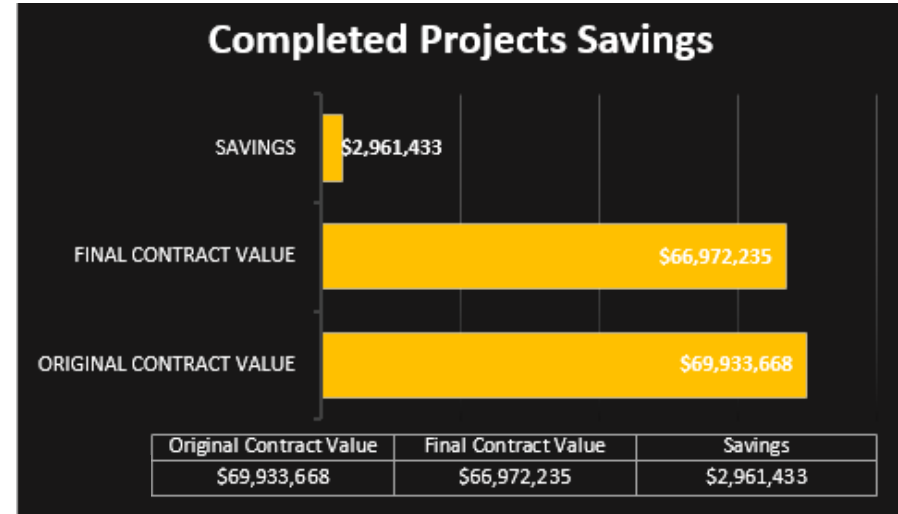 Completed Projects Savings
SAVINGS
$2,961,433
FINAL CONTRACT VALUE
$66,972,235
ORIGINAL CONTRACT VALUE
$69,933,668
Original Contract Value Final Contract Value Savings
$69,933,668 $66,972,235 $2,961,433